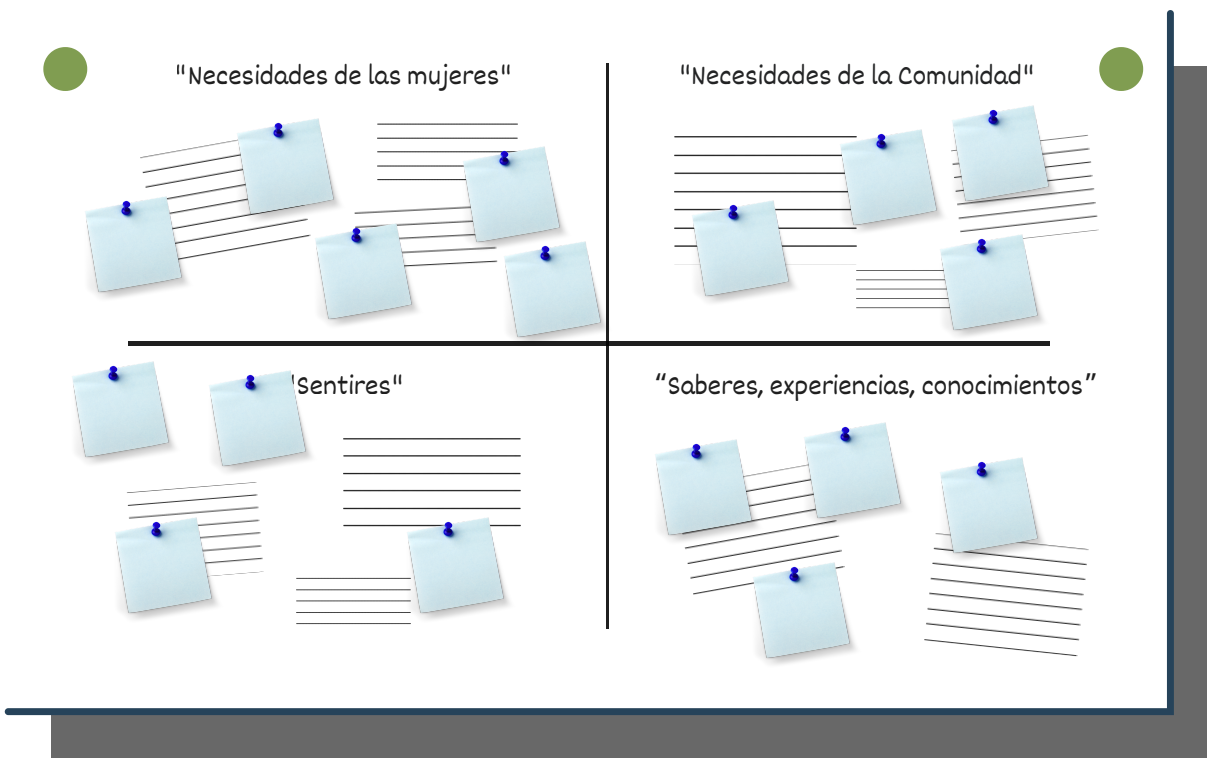 "Necesidades de las mujeres"
"Necesidades de la Comunidad"
"Sentires"
“Saberes, experiencias, conocimientos”